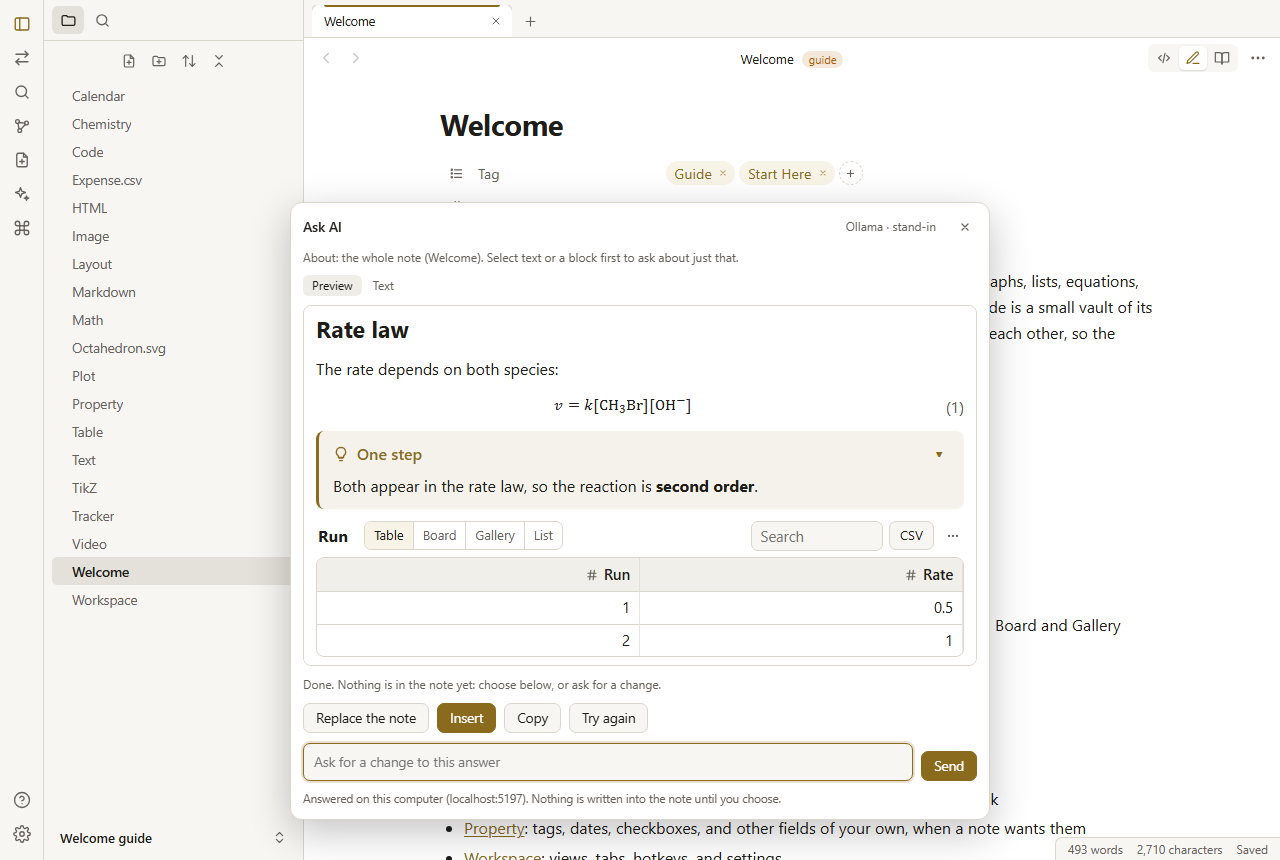 Welcome
Calendar
Chemistry
Code
Expense.csv
HTML
Image
Layout
Markdown
Math
Octahedron.svg
Plot
Property
Table
Text
TikZ
Tracker
Video
Welcome
Workspace
Welcome guide
Welcome guide
Welcome
Tag
Guide × Start Here × +
aphs, lists, equations,
de is a small vault of its
each other, so the
Board and Gallery
k
Property: tags, dates, checkboxes, and other fields of your own, when a note wants them
Workspace: views, tabs, hotkeys, and settings
493 words 2,710 characters Saved
Ask AI
Ollama · stand-in
About: the whole note (Welcome). Select text or a block first to ask about just that.
Preview Text
Rate law
The rate depends on both species:
v = k[CH₃Br][OH⁻] (1)
One step
Both appear in the rate law, so the reaction is second order.
Run Table Board Gallery List Search CSV
# Run # Rate
1 0.5
2 1
Done. Nothing is in the note yet: choose below, or ask for a change.
Replace the note Insert Copy Try again
Ask for a change to this answer
Send
Answered on this computer (localhost:5197). Nothing is written into the note until you choose.